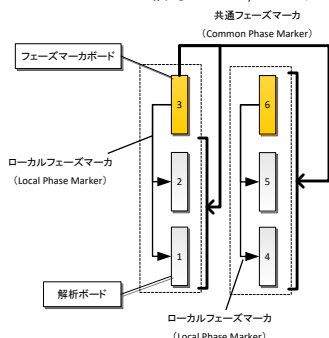 共通フェーズマーカ
（Common Phase Marker）
フェーズマーカボード
3
6
ローカルフェーズマーカ
（Local Phase Marker）
2
5
1
4
解析ボード
ローカルフェーズマーカ
（Local Phase Marker）